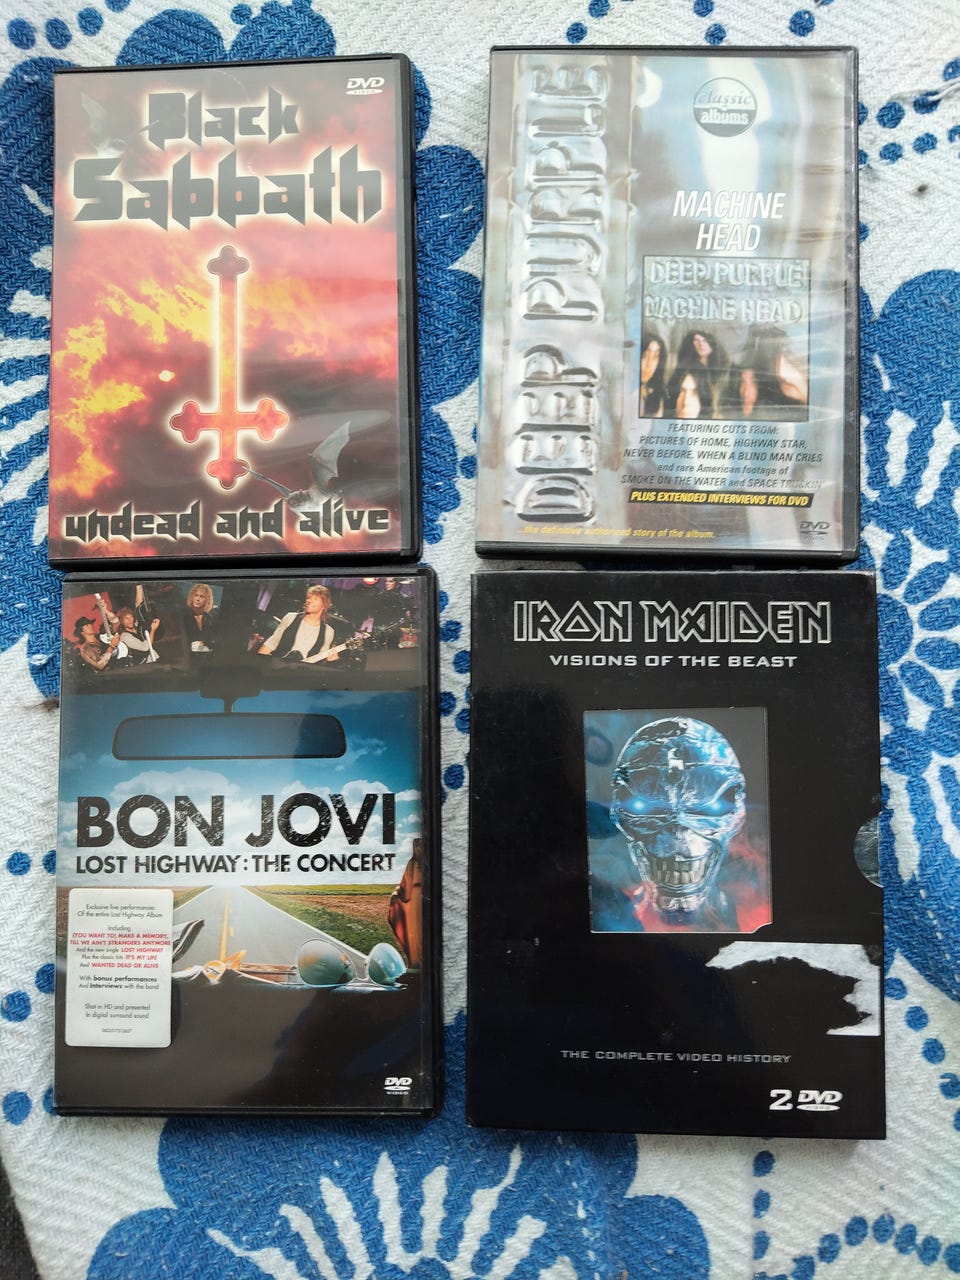 DVD
VIDEO
Black
Sabbath
undead and alive
DEEP PURPLE
classic
albums
MACHINE
HEAD
DEEP PURPLE
MACHINE HEAD
FEATURING CUTS FROM:
PICTURES OF HOME, HIGHWAY STAR,
NEVER BEFORE, WHEN A BLIND MAN CRIES
and rare American footage of
SMOKE ON THE WATER and SPACE TRUCKIN'
PLUS EXTENDED INTERVIEWS FOR DVD
the definitive authorized story of the album.
DVD
VIDEO
BON JOVI
LOST HIGHWAY: THE CONCERT
Exclusive live performances
Of the entire Lost Highway Album
Including
(YOU WANT TO) MAKE A MEMORY,
TILL WE AIN'T STRANGERS ANYMORE
And the new single LOST HIGHWAY
Plus the classic hits IT'S MY LIFE
And WANTED DEAD OR ALIVE
With bonus performances
And Interviews with the band
Shot in HD and presented
In digital surround sound
DVD
VIDEO
IRON MAIDEN
VISIONS OF THE BEAST
THE COMPLETE VIDEO HISTORY
2 DVD
VIDEO